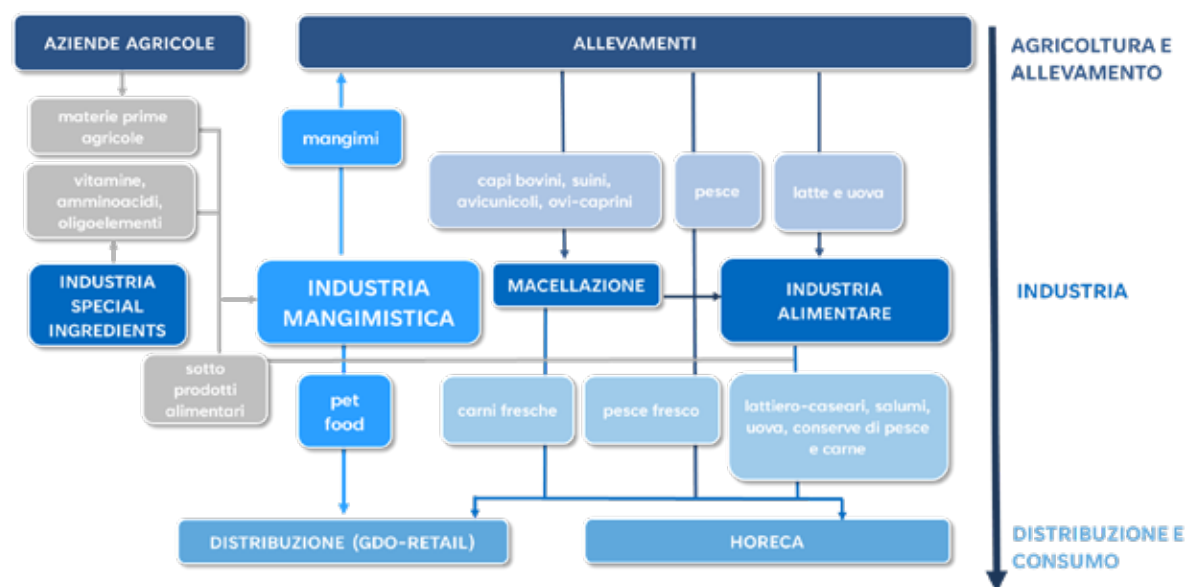 AZIENDE AGRICOLE
ALLEVAMENTI
AGRICOLTURA E
ALLEVAMENTO
materie prime
agricole
mangimi
vitamine,
amminoacidi,
oligoelementi
capi bovini, suini,
avicunicoli, ovi-caprini
pesce
latte e uova
INDUSTRIA
SPECIAL
INGREDIENTS
INDUSTRIA
MANGIMISTICA
MACELLAZIONE
INDUSTRIA
ALIMENTARE
INDUSTRIA
sotto
prodotti
alimentari
pet
food
carni fresche
pesce fresco
lattiero-caseari, salumi,
uova, conserve di pesce
e carne
DISTRIBUZIONE (GDO-RETAIL)
HORECA
DISTRIBUZIONE E
CONSUMO